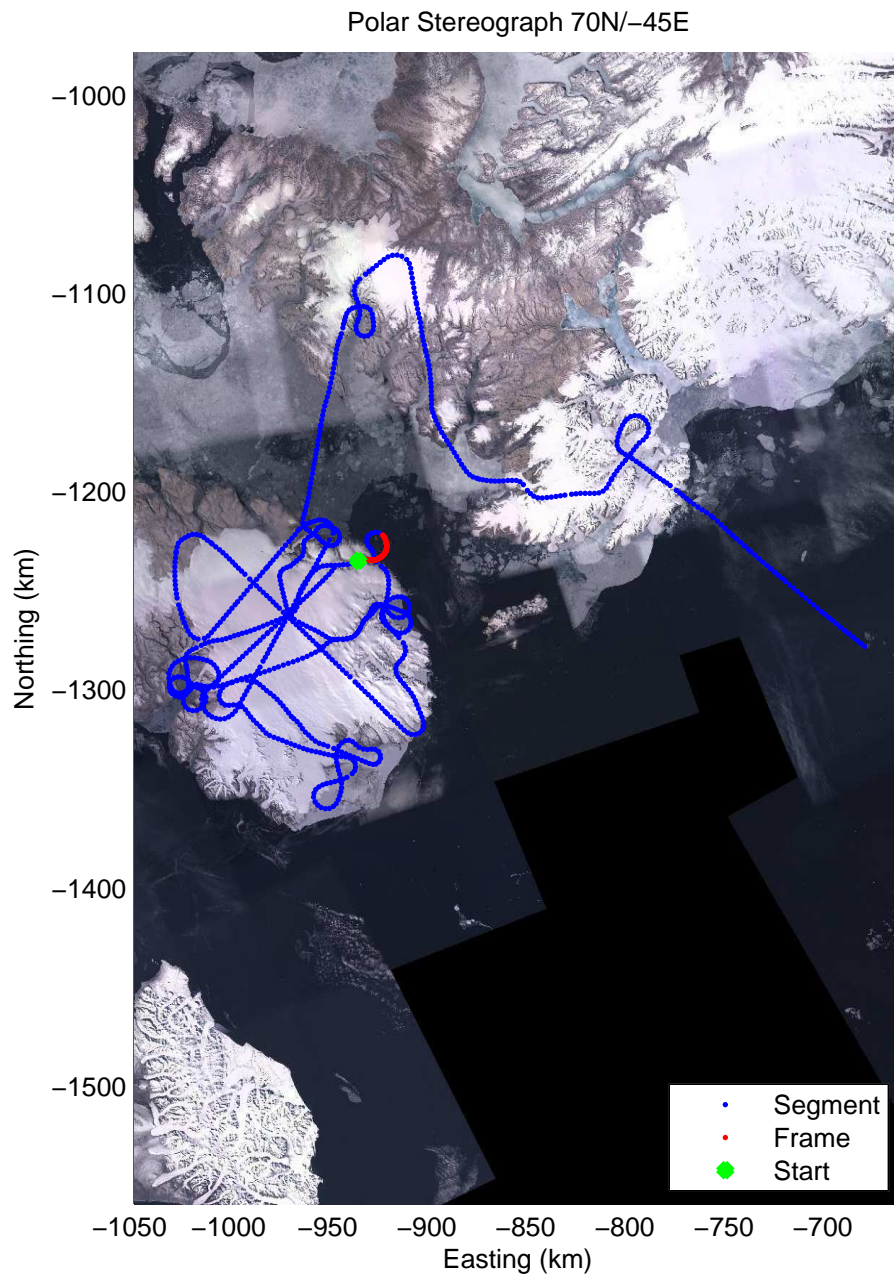 Polar Stereograph 70N/−45E
−1000
−1100
−1200
−1300
−1400
−1500
Northing (km)
−1050 −1000 −950 −900 −850 −800 −750 −700
Easting (km)
Segment
Frame
Start